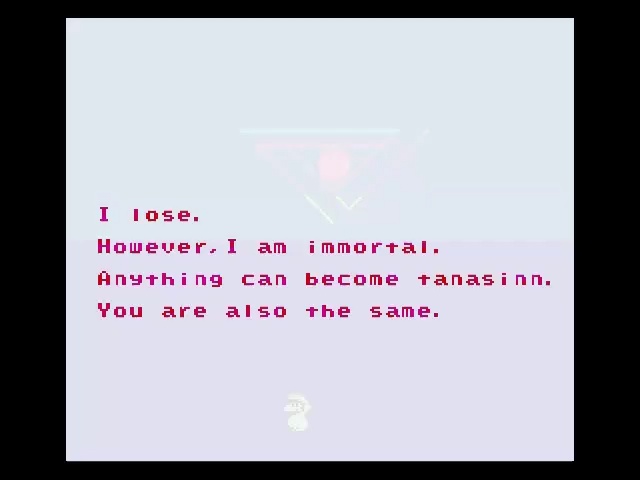 I lose.
However,I am immortal.
Anything can become tanasinn.
You are also the same.